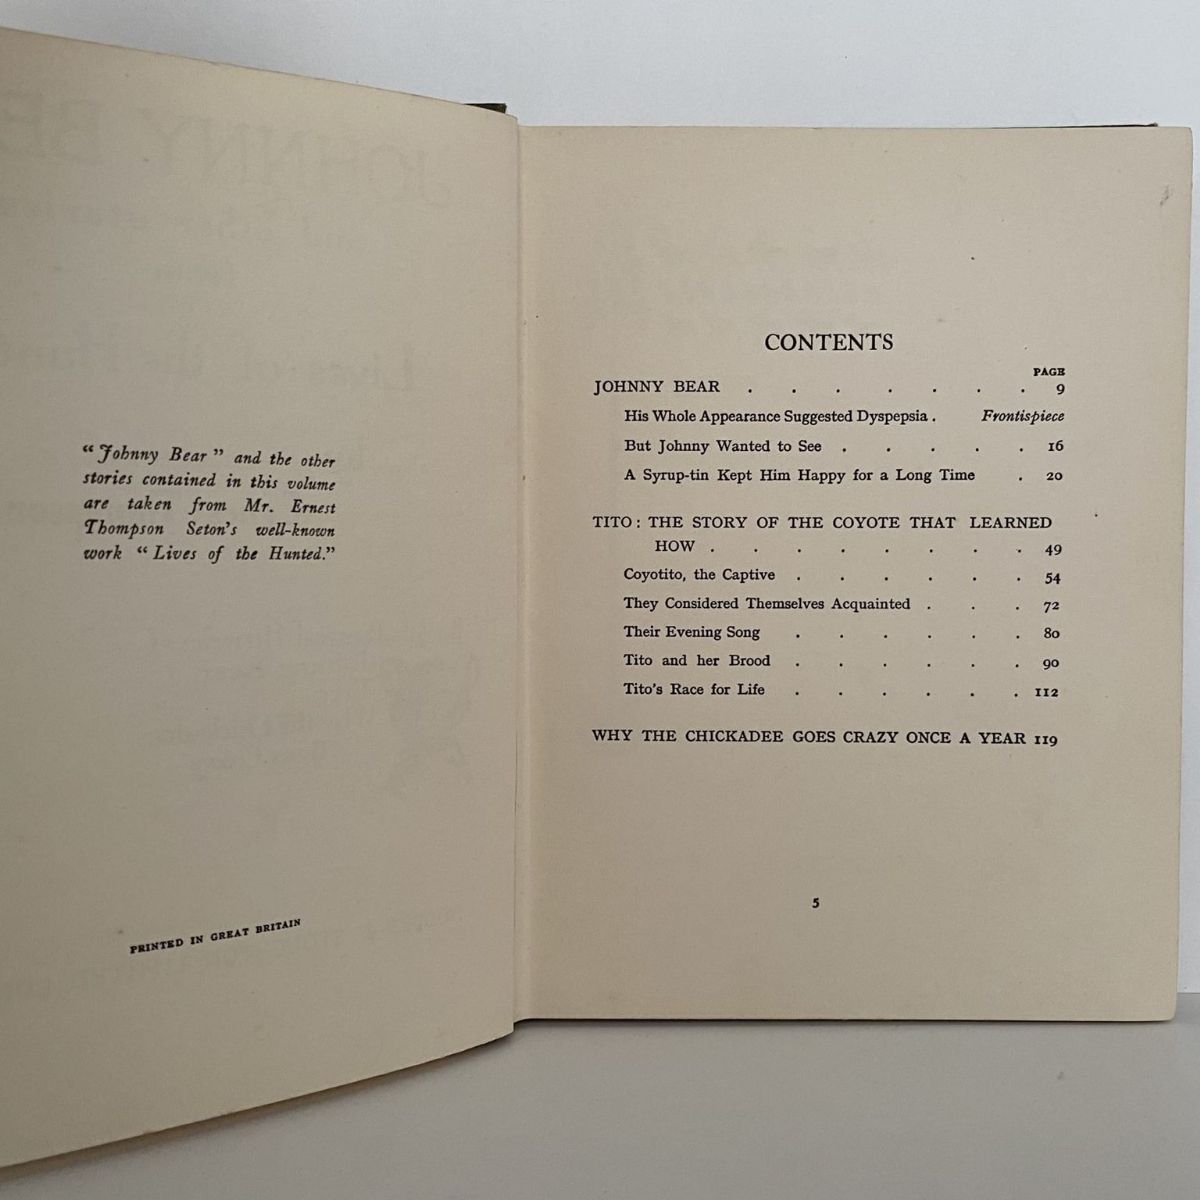 “Johnny Bear” and the other
stories contained in this volume
are taken from Mr. Ernest
Thompson Seton's well-known
work “Lives of the Hunted.”
PRINTED IN GREAT BRITAIN
CONTENTS
PAGE
JOHNNY BEAR . . . . . . . 9
His Whole Appearance Suggested Dyspepsia . Frontispiece
But Johnny Wanted to See . . . . . 16
A Syrup-tin Kept Him Happy for a Long Time . 20
TITO: THE STORY OF THE COYOTE THAT LEARNED
HOW . . . . . . . . 49
Coyotito, the Captive . . . . . . 54
They Considered Themselves Acquainted . . . 72
Their Evening Song . . . . . . 80
Tito and her Brood . . . . . . 90
Tito's Race for Life . . . . . . 112
WHY THE CHICKADEE GOES CRAZY ONCE A YEAR 119
5